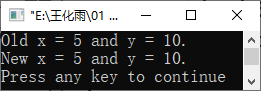 "E:\王化雨\01 ...
Old x = 5 and y = 10.
New x = 5 and y = 10.
Press any key to continue